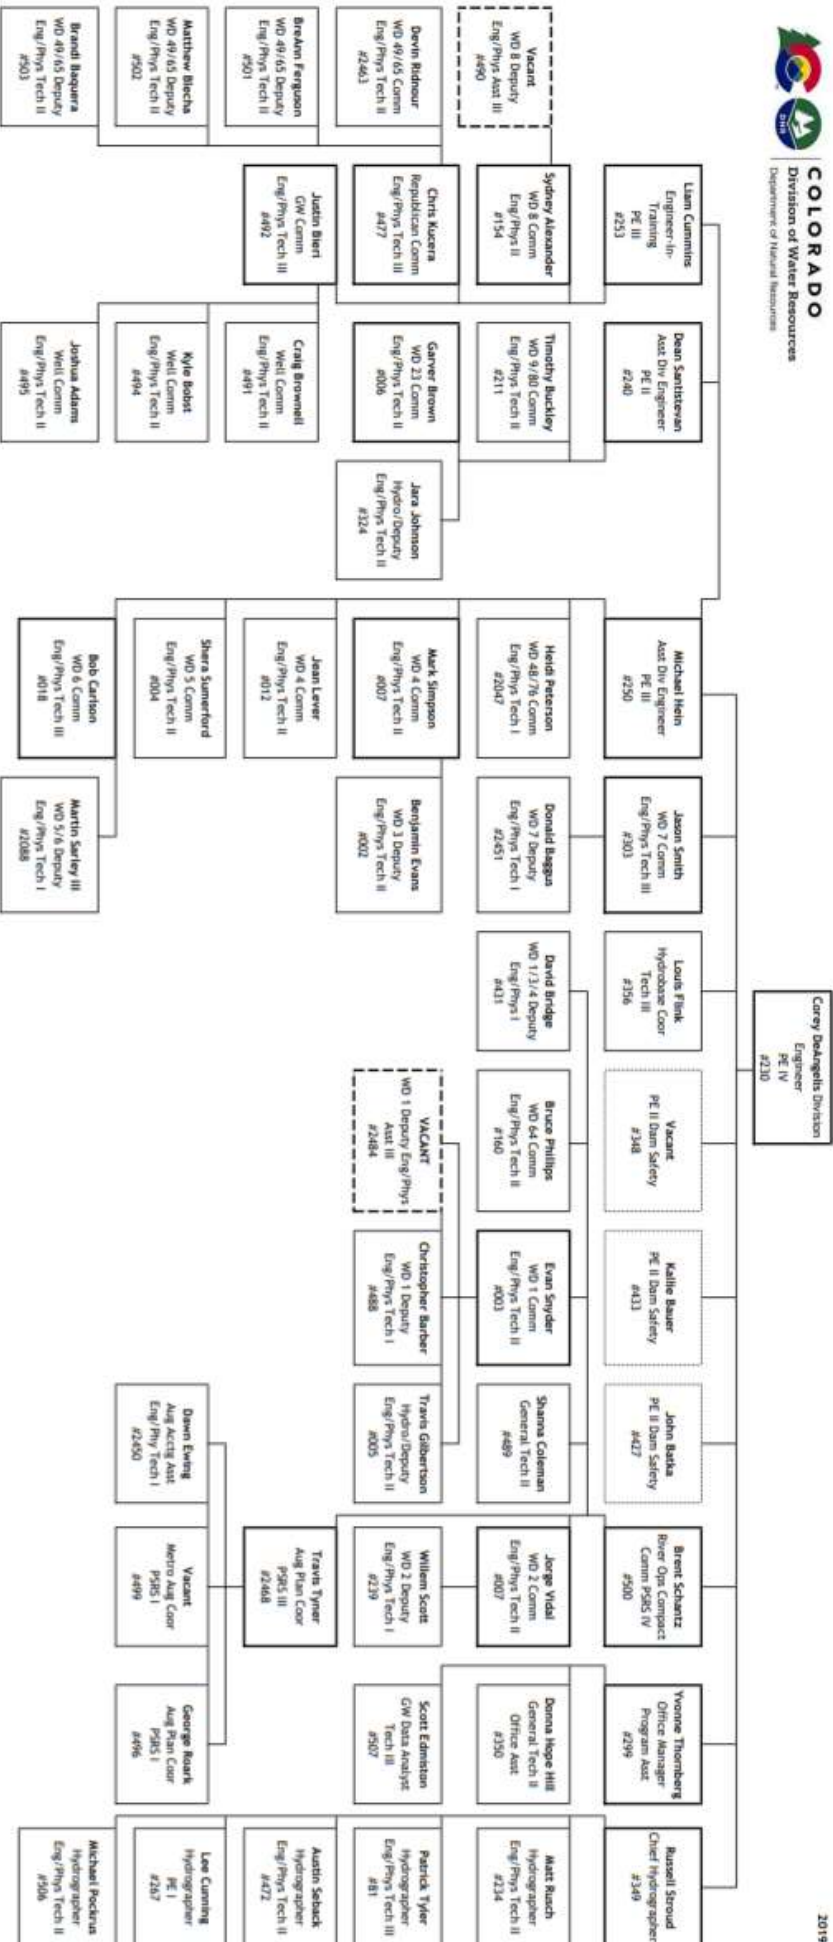 COLORADO
Division of Water Resources
Department of Natural Resources
DNR
2019
Corey DeAngelis Division
Engineer
PE IV
#230
Liam Cummins
Engineer-In-
Training
PE III
#253
Dean Santistevan
Asst Div Engineer
PE II
#240
Michael Hein
Asst Div Engineer
PE III
#250
Jason Smith
WD 7 Comm
Eng/Phys Tech III
#303
Louis Flink
Hydrobase Coor
Tech III
#356
Vacant
PE II Dam Safety
#348
Kallie Bauer
PE II Dam Safety
#433
John Batka
PE II Dam Safety
#427
Brent Schantz
River Ops Compact
Comm PSRS IV
#500
Yvonne Thornberg
Office Manager
Program Asst
#299
Russell Stroud
Chief Hydrographer
#349
Vacant
WD 8 Deputy
Eng/Phys Asst III
#490
Sydney Alexander
WD 8 Comm
Eng/Phys II
#154
Timothy Buckley
WD 9/80 Comm
Eng/Phys Tech II
#211
Heidi Peterson
WD 48/76 Comm
Eng/Phys Tech I
#2047
Donald Baggus
WD 7 Deputy
Eng/Phys Tech I
#2451
David Bridge
WD 1/3/4 Deputy
Eng/Phys I
#431
Bruce Phillips
WD 64 Comm
Eng/Phys Tech II
#160
Evan Snyder
WD 1 Comm
Eng/Phys Tech II
#003
Shanna Coleman
General Tech II
#489
Jorge Vidal
WD 2 Comm
Eng/Phys Tech II
#007
Donna Hope Hill
General Tech II
Office Asst
#350
Matt Rusch
Hydrographer
Eng/Phys Tech II
#234
Devin Ridnour
WD 49/65 Comm
Eng/Phys Tech II
#2463
Chris Kucera
Republican Comm
Eng/Phys Tech III
#477
Garver Brown
WD 23 Comm
Eng/Phys Tech II
#006
Jara Johnson
Hydro/Deputy
Eng/Phys Tech II
#324
Mark Simpson
WD 4 Comm
Eng/Phys Tech II
#007
Benjamin Evans
WD 3 Deputy
Eng/Phys Tech II
#002
VACANT
WD 1 Deputy Eng/Phys
Asst III
#2484
Christopher Barber
WD 1 Deputy
Eng/Phys Tech I
#488
Travis Gilbertson
Hydro/Deputy
Eng/Phys Tech II
#005
Willem Scott
WD 2 Deputy
Eng/Phys Tech I
#239
Scott Edmiston
GW Data Analyst
Tech III
#507
Patrick Tyler
Hydrographer
Eng/Phys Tech III
#81
BreAnn Ferguson
WD 49/65 Deputy
Eng/Phys Tech II
#501
Justin Bieri
GW Comm
Eng/Phys Tech III
#492
Craig Brownell
Well Comm
Eng/Phys Tech II
#491
Jean Lever
WD 4 Comm
Eng/Phys Tech II
#012
Travis Tyner
Aug Plan Coor
PSRS III
#2468
Austin Seback
Hydrographer
Eng/Phys Tech II
#472
Matthew Blecha
WD 49/65 Deputy
Eng/Phys Tech II
#502
Kyle Bobst
Well Comm
Eng/Phys Tech II
#494
Shera Sumerford
WD 5 Comm
Eng/Phys Tech II
#004
Dawn Ewing
Aug Acctg Asst
Eng/Phy Tech I
#2450
Vacant
Metro Aug Coor
PSRS I
#499
George Roark
Aug Plan Coor
PSRS I
#496
Lee Cunning
Hydrographer
PE I
#267
Brandi Baquera
WD 49/65 Deputy
Eng/Phys Tech II
#503
Joshua Adams
Well Comm
Eng/Phys Tech II
#495
Bob Carlson
WD 6 Comm
Eng/Phys Tech III
#018
Martin Sarley III
WD 5/6 Deputy
Eng/Phys Tech I
#2088
Michael Pockrus
Hydrographer
Eng/Phys Tech II
#506